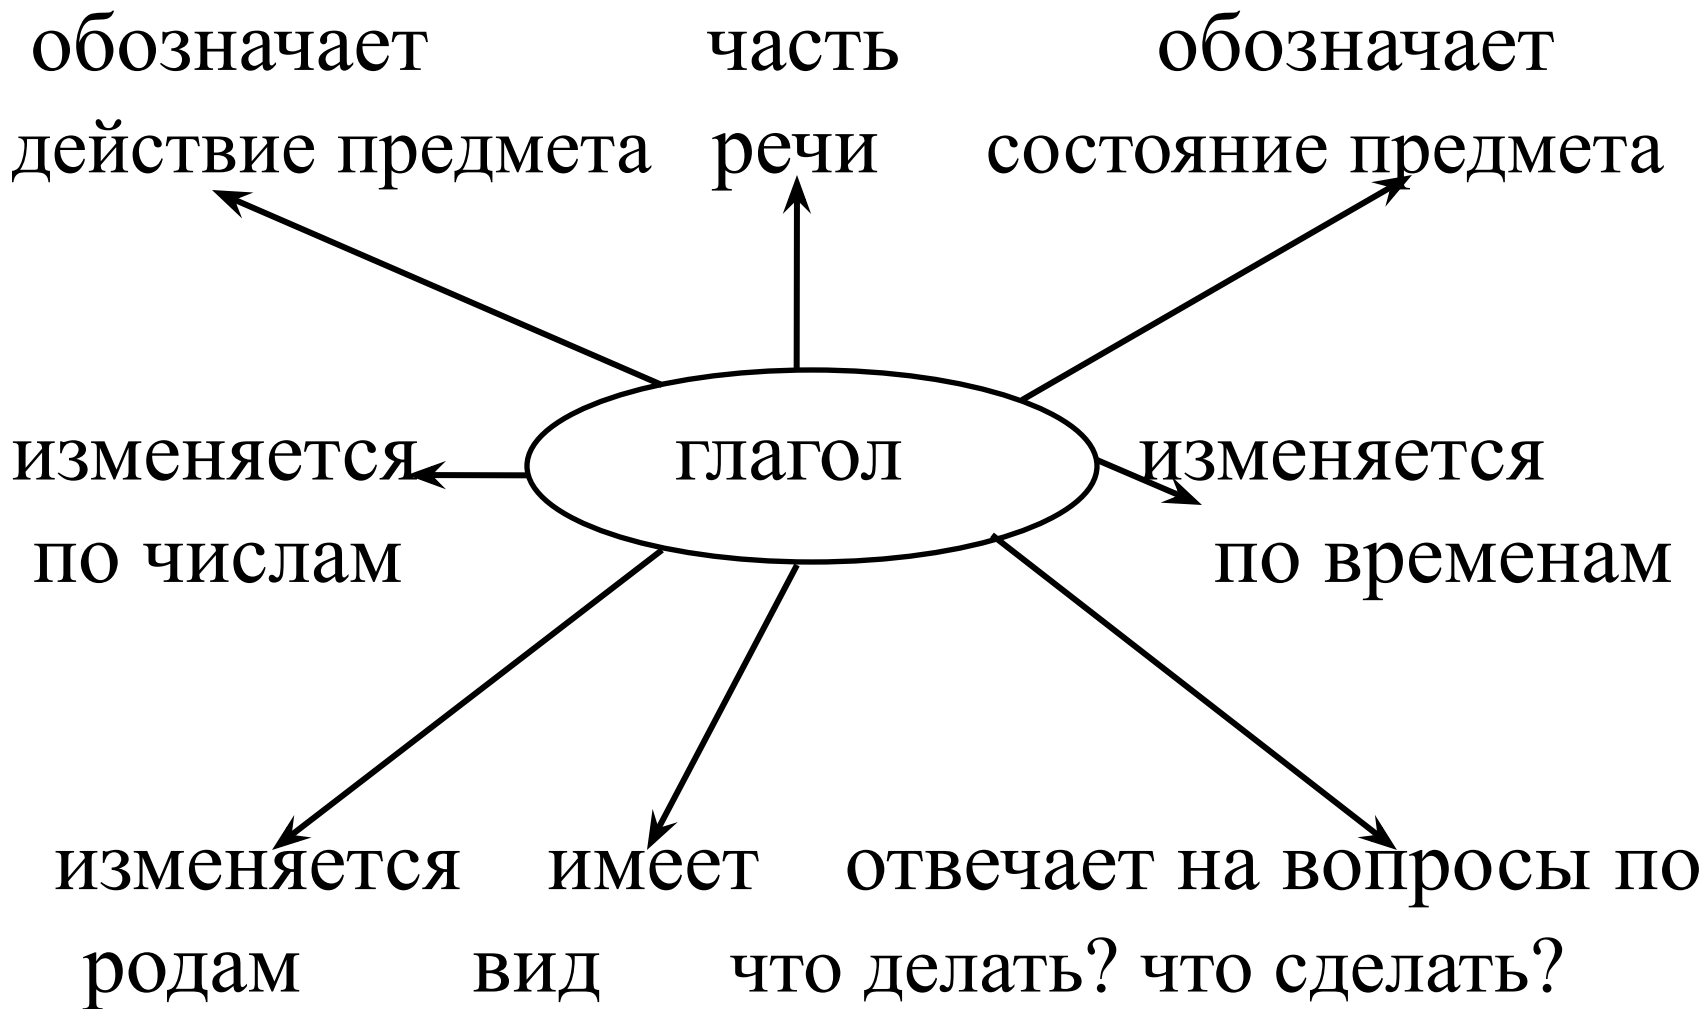 обозначает часть обозначает
действие предмета речи состояние предмета
изменяется глагол изменяется
по числам по временам
изменяется имеет отвечает на вопросы по
родам вид что делать? что сделать?